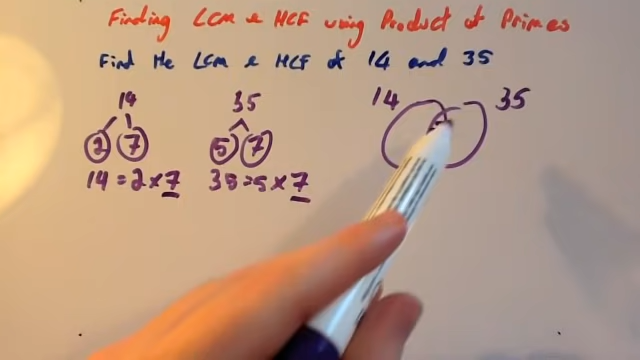 Finding LCM & HCF using Product of Primes
Find the LCM & HCF of 14 and 35
14 35 14 35
2 7 5 7
14 = 2 × 7 35 = 5 × 7